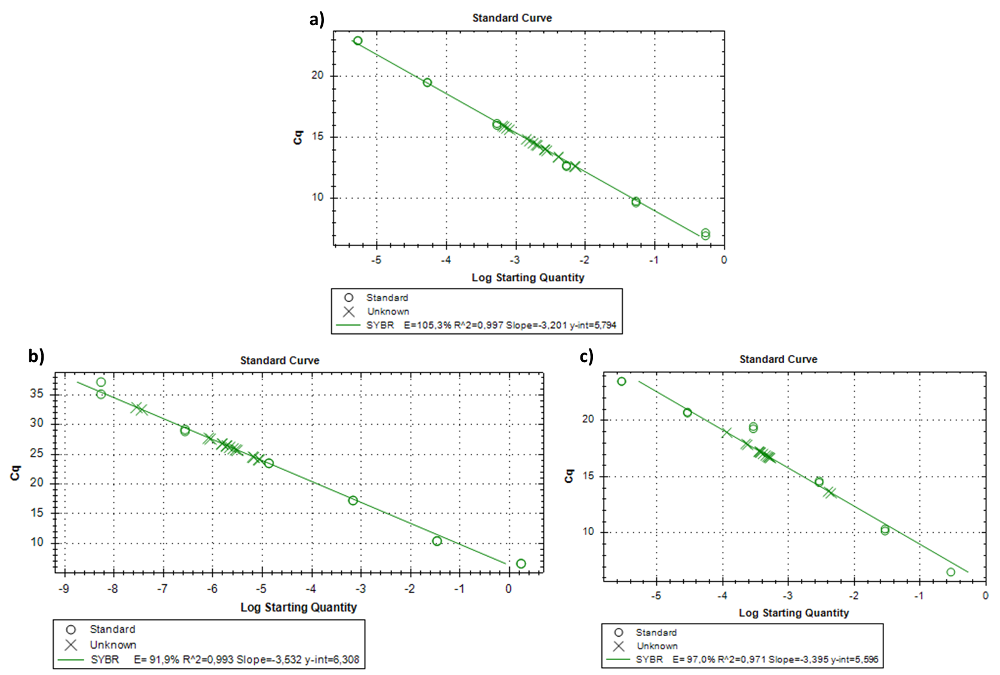 a)
Standard Curve
20
15
10
Cq
-5 -4 -3 -2 -1 0
Log Starting Quantity
Standard
Unknown
SYBR E=105,3% R^2=0,997 Slope=-3,201 y-int=5,794
b)
Standard Curve
35
30
25
20
15
10
Cq
-9 -8 -7 -6 -5 -4 -3 -2 -1 0
Log Starting Quantity
Standard
Unknown
SYBR E= 91,9% R^2=0,993 Slope=-3,532 y-int=6,308
c)
Standard Curve
20
15
10
Cq
-5 -4 -3 -2 -1 0
Log Starting Quantity
Standard
Unknown
SYBR E= 97,0% R^2=0,971 Slope=-3,395 y-int=5,596